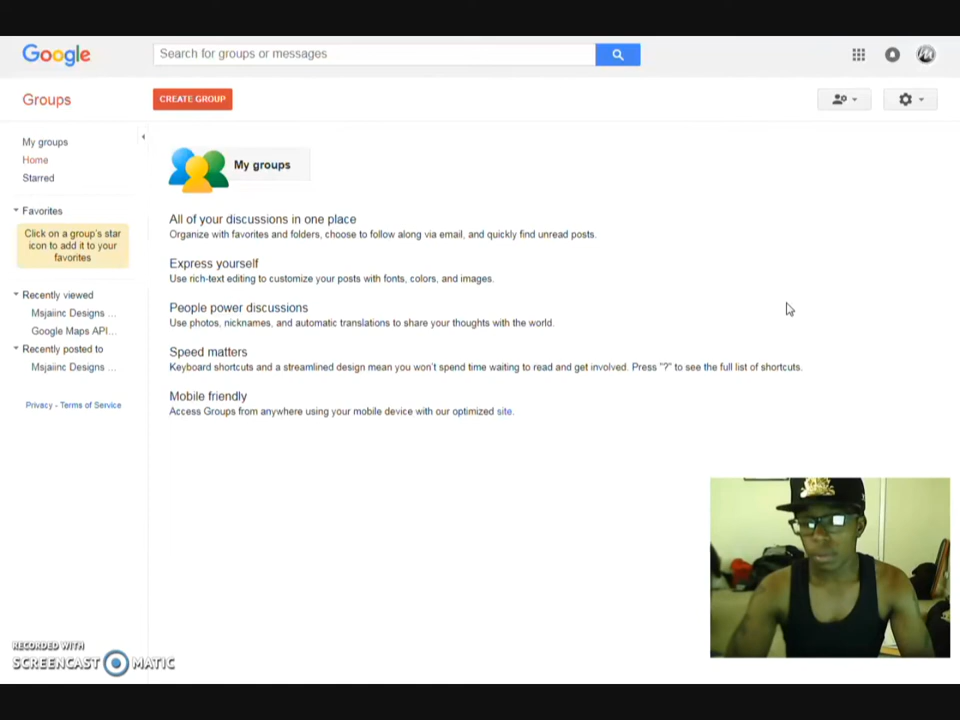 Google
Search for groups or messages
Groups
CREATE GROUP
My groups
Home
Starred
Favorites
Click on a group's star
icon to add it to your
favorites
Recently viewed
Msjaiinc Designs ...
Google Maps API...
Recently posted to
Msjaiinc Designs ...
Privacy - Terms of Service
My groups
All of your discussions in one place
Organize with favorites and folders, choose to follow along via email, and quickly find unread posts.
Express yourself
Use rich-text editing to customize your posts with fonts, colors, and images.
People power discussions
Use photos, nicknames, and automatic translations to share your thoughts with the world.
Speed matters
Keyboard shortcuts and a streamlined design mean you won't spend time waiting to read and get involved. Press "?" to see the full list of shortcuts.
Mobile friendly
Access Groups from anywhere using your mobile device with our optimized site.
RECORDED WITH
SCREENCAST MATIC